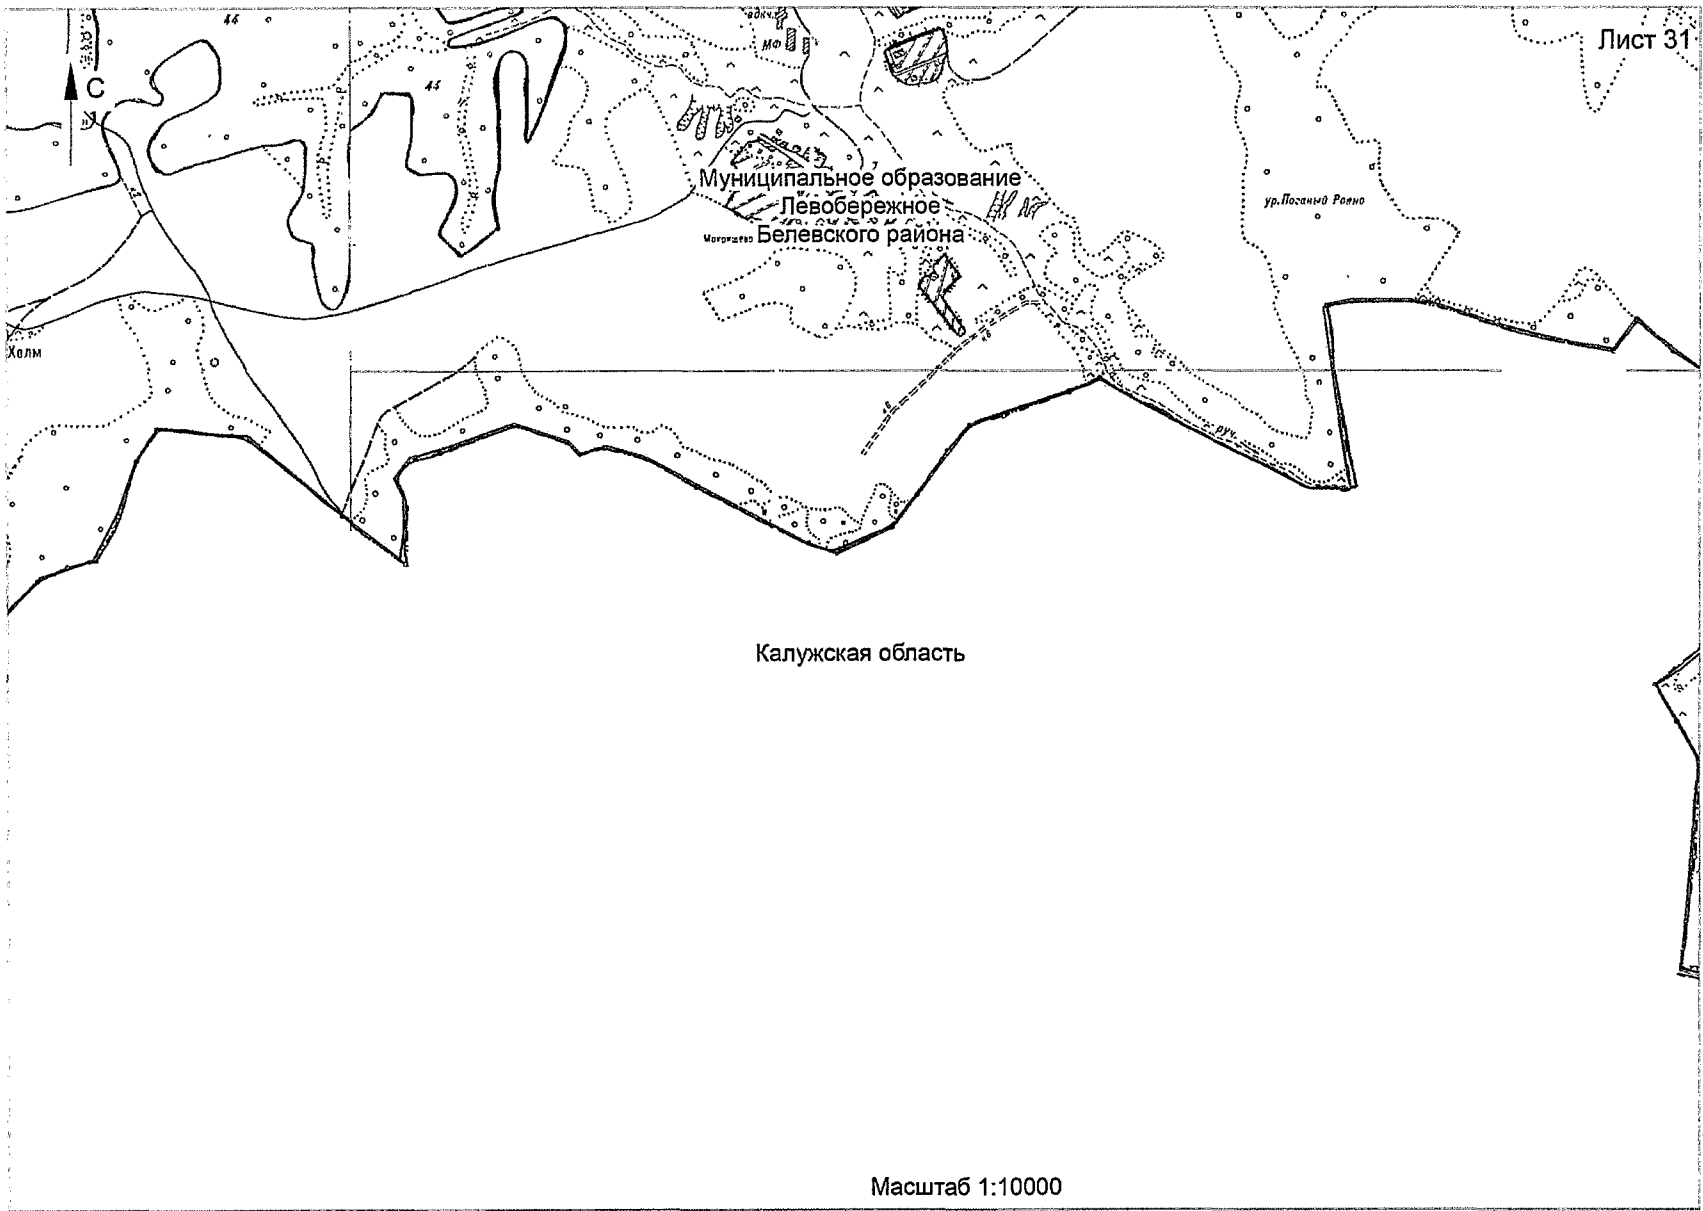 Лист 31
44
С
МФ
44
Муниципальное образование
Левобережное
ур.Поганый Ровно
Белевского района
Холм
руч.
Калужская область
Масштаб 1:10000